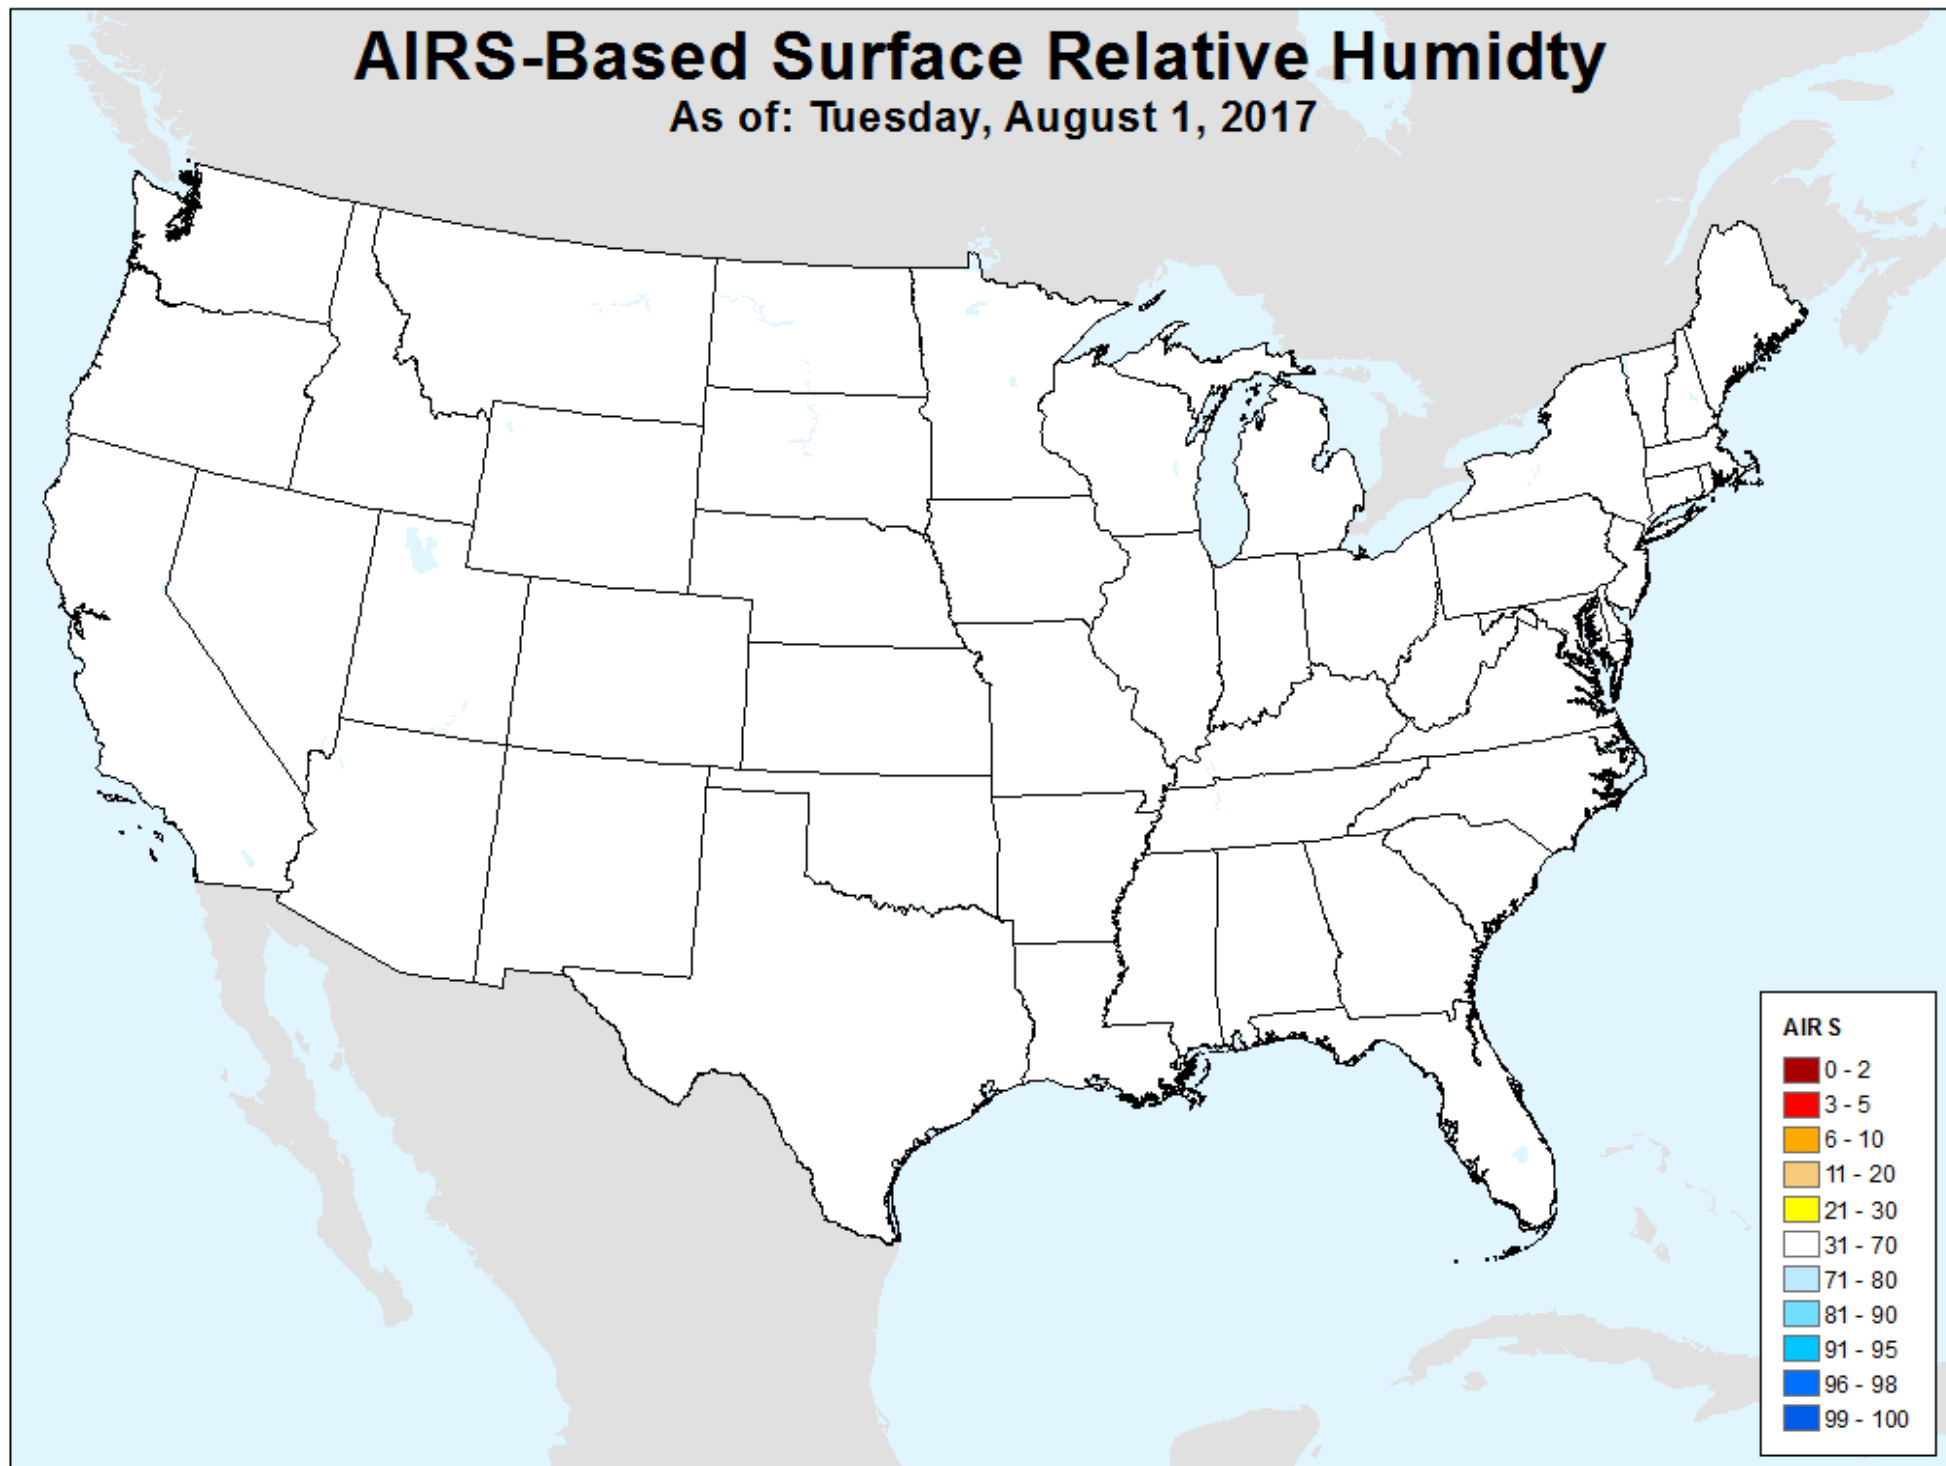 AIRS-Based Surface Relative Humidty
As of: Tuesday, August 1, 2017
AIRS
0 - 2
3 - 5
6 - 10
11 - 20
21 - 30
31 - 70
71 - 80
81 - 90
91 - 95
96 - 98
99 - 100